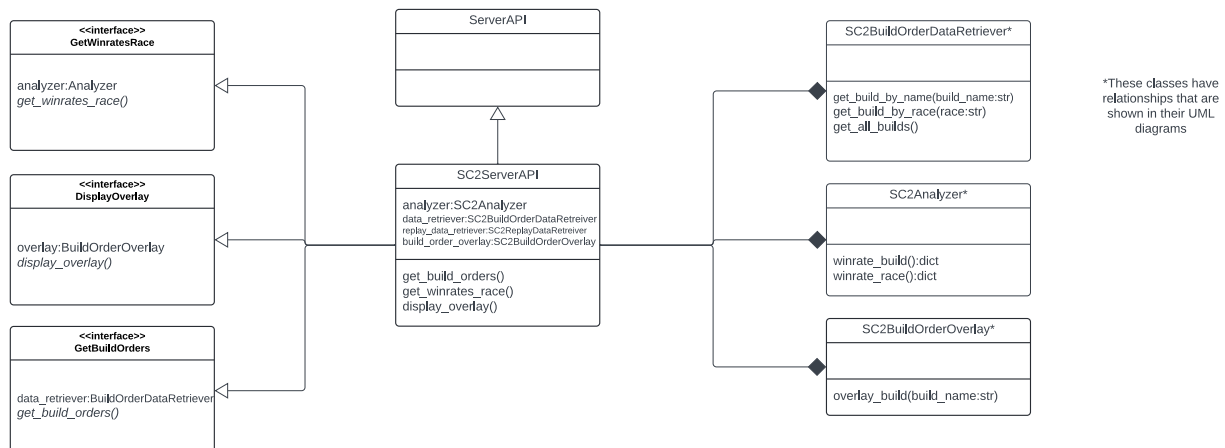 <<interface>>
GetWinratesRace
analyzer:Analyzer
get_winrates_race()
<<interface>>
DisplayOverlay
overlay:BuildOrderOverlay
display_overlay()
<<interface>>
GetBuildOrders
data_retriever:BuildOrderDataRetriever
get_build_orders()
ServerAPI
SC2ServerAPI
analyzer:SC2Analyzer
data_retriever:SC2BuildOrderDataRetreiver
replay_data_retriever:SC2ReplayDataRetreiver
build_order_overlay:SC2BuildOrderOverlay
get_build_orders()
get_winrates_race()
display_overlay()
SC2BuildOrderDataRetriever*
get_build_by_name(build_name:str)
get_build_by_race(race:str)
get_all_builds()
SC2Analyzer*
winrate_build():dict
winrate_race():dict
SC2BuildOrderOverlay*
overlay_build(build_name:str)
*These classes have
relationships that are
shown in their UML
diagrams